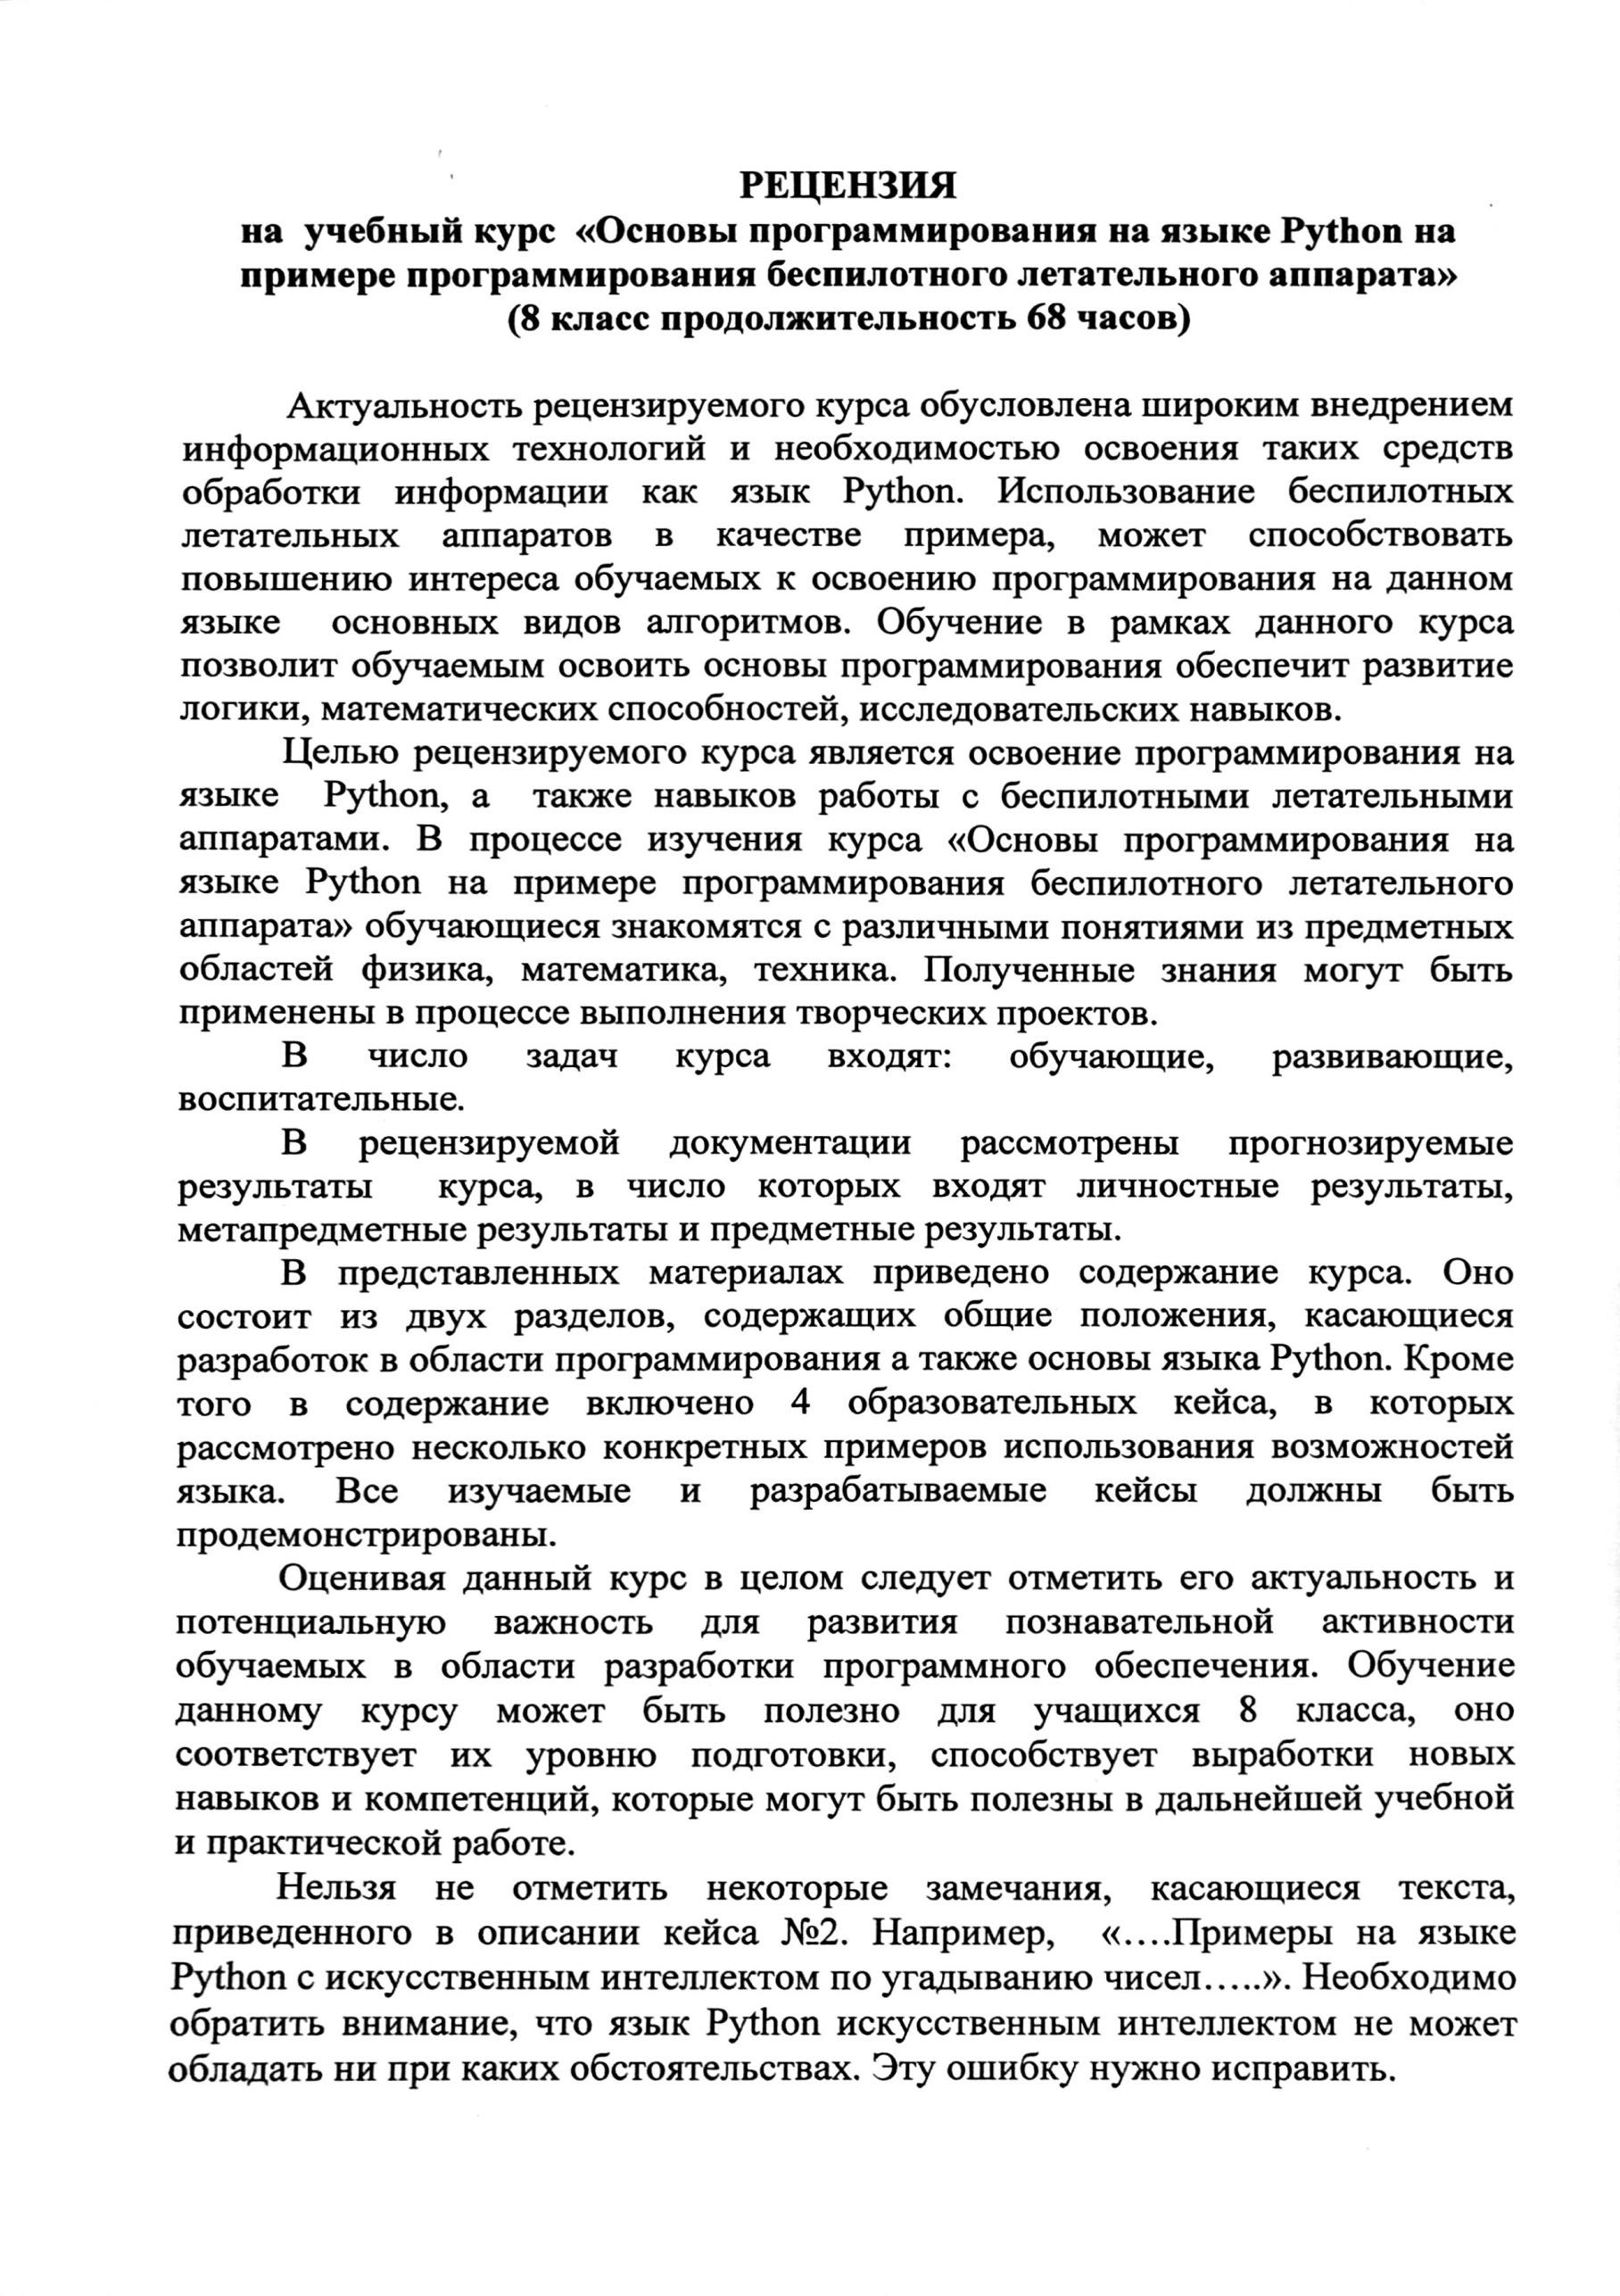 РЕЦЕНЗИЯ
на учебный курс «Основы программирования на языке Python на
примере программирования беспилотного летательного аппарата»
(8 класс продолжительность 68 часов)
Актуальность рецензируемого курса обусловлена широким внедрением
информационных технологий и необходимостью освоения таких средств
обработки информации как язык Python. Использование беспилотных
летательных аппаратов в качестве примера, может способствовать
повышению интереса обучаемых к освоению программирования на данном
языке основных видов алгоритмов. Обучение в рамках данного курса
позволит обучаемым освоить основы программирования обеспечит развитие
логики, математических способностей, исследовательских навыков.
Целью рецензируемого курса является освоение программирования на
языке Python, а также навыков работы с беспилотными летательными
аппаратами. В процессе изучения курса «Основы программирования на
языке Python на примере программирования беспилотного летательного
аппарата» обучающиеся знакомятся с различными понятиями из предметных
областей физика, математика, техника. Полученные знания могут быть
применены в процессе выполнения творческих проектов.
В число задач курса входят: обучающие, развивающие,
воспитательные.
В рецензируемой документации рассмотрены прогнозируемые
результаты курса, в число которых входят личностные результаты,
метапредметные результаты и предметные результаты.
В представленных материалах приведено содержание курса. Оно
состоит из двух разделов, содержащих общие положения, касающиеся
разработок в области программирования а также основы языка Python. Кроме
того в содержание включено 4 образовательных кейса, в которых
рассмотрено несколько конкретных примеров использования возможностей
языка. Все изучаемые и разрабатываемые кейсы должны быть
продемонстрированы.
Оценивая данный курс в целом следует отметить его актуальность и
потенциальную важность для развития познавательной активности
обучаемых в области разработки программного обеспечения. Обучение
данному курсу может быть полезно для учащихся 8 класса, оно
соответствует их уровню подготовки, способствует выработки новых
навыков и компетенций, которые могут быть полезны в дальнейшей учебной
и практической работе.
Нельзя не отметить некоторые замечания, касающиеся текста,
приведенного в описании кейса №2. Например, «....Примеры на языке
Python с искусственным интеллектом по угадыванию чисел.....». Необходимо
обратить внимание, что язык Python искусственным интеллектом не может
обладать ни при каких обстоятельствах. Эту ошибку нужно исправить.